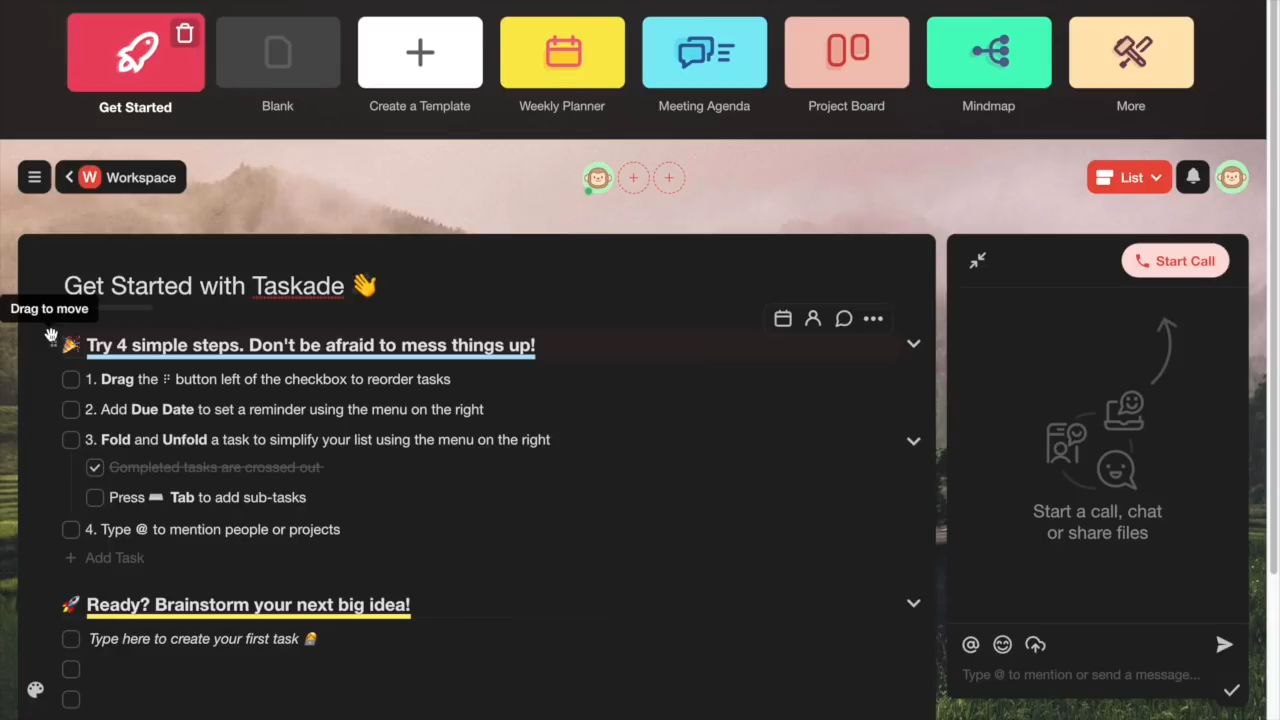 Get Started
Blank
Create a Template
Weekly Planner
Meeting Agenda
Project Board
Mindmap
More
W Workspace
List
Get Started with Taskade 👋
Start Call
Drag to move
🎉 Try 4 simple steps. Don't be afraid to mess things up!
1. Drag the ⠿ button left of the checkbox to reorder tasks
2. Add Due Date to set a reminder using the menu on the right
3. Fold and Unfold a task to simplify your list using the menu on the right
Completed tasks are crossed out
Press ⌨ Tab to add sub-tasks
4. Type @ to mention people or projects
+ Add Task
Start a call, chat
or share files
🚀 Ready? Brainstorm your next big idea!
Type here to create your first task
Type @ to mention or send a message...